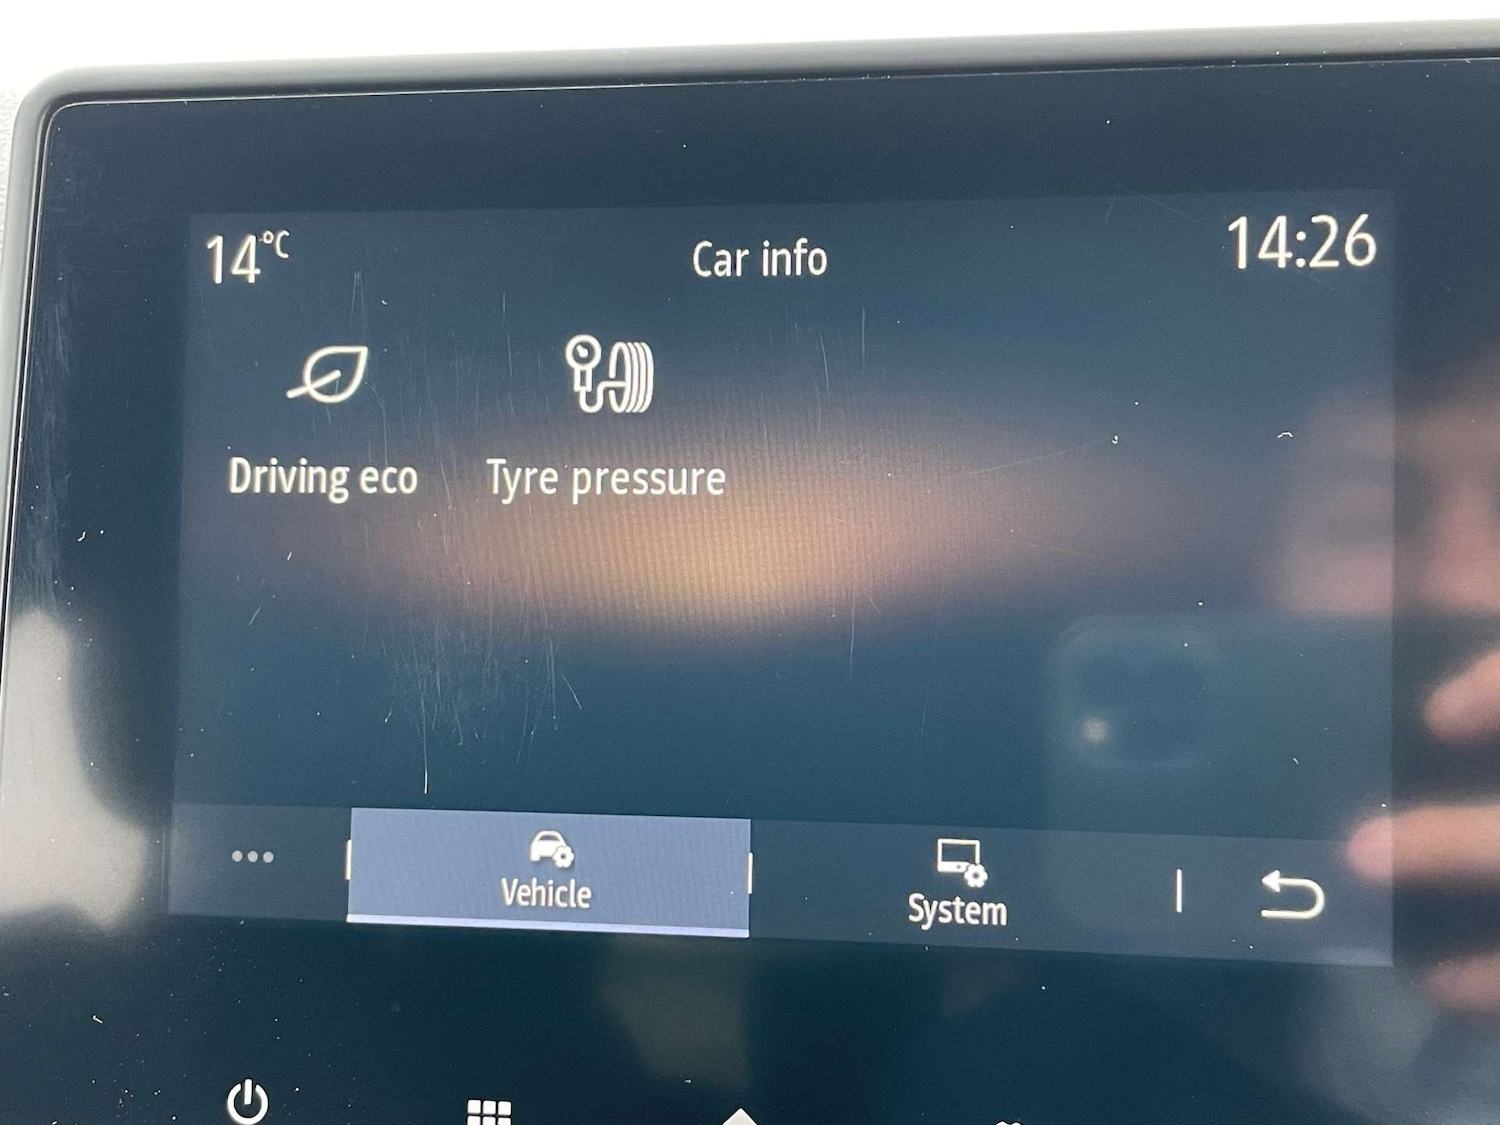 14°C
Car info
14:26
Driving eco
Tyre pressure
Vehicle
System